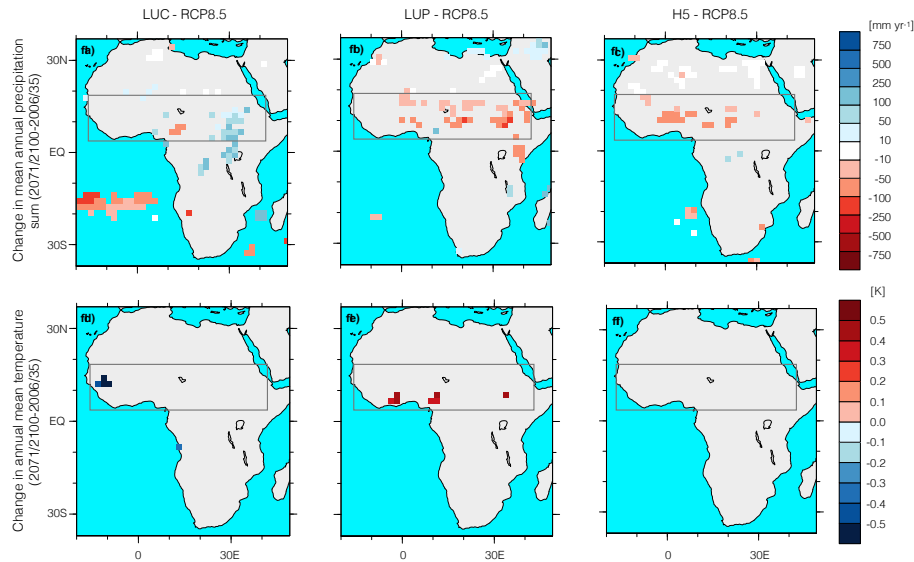 LUC - RCP8.5
LUP - RCP8.5
H5 - RCP8.5
[mm yr-1]
Change in mean annual precipitation
sum (2071/2100-2006/35)
30N
EQ
30S
fa)
fb)
fc)
750
500
250
100
50
10
-10
-50
-100
-250
-500
-750
Change in annual mean temperature
(2071/2100-2006/35)
30N
EQ
30S
fd)
fe)
ff)
[K]
0.5
0.4
0.3
0.2
0.1
0.0
-0.1
-0.2
-0.3
-0.4
-0.5
0
30E
0
30E
0
30E